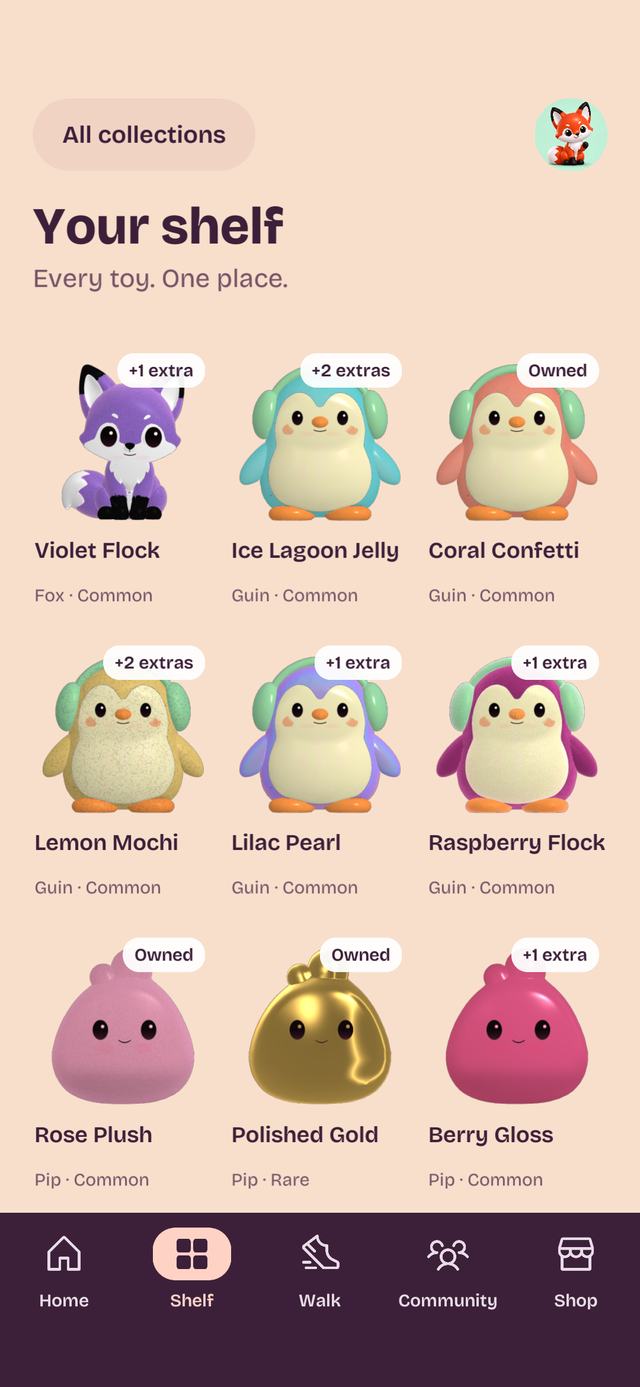 All collections
Your shelf
Every toy. One place.
+1 extra
+2 extras
Owned
Violet Flock
Ice Lagoon Jelly
Coral Confetti
Fox · Common
Guin · Common
Guin · Common
+2 extras
+1 extra
+1 extra
Lemon Mochi
Lilac Pearl
Raspberry Flock
Guin · Common
Guin · Common
Guin · Common
Owned
Owned
+1 extra
Rose Plush
Polished Gold
Berry Gloss
Pip · Common
Pip · Rare
Pip · Common
Home
Shelf
Walk
Community
Shop